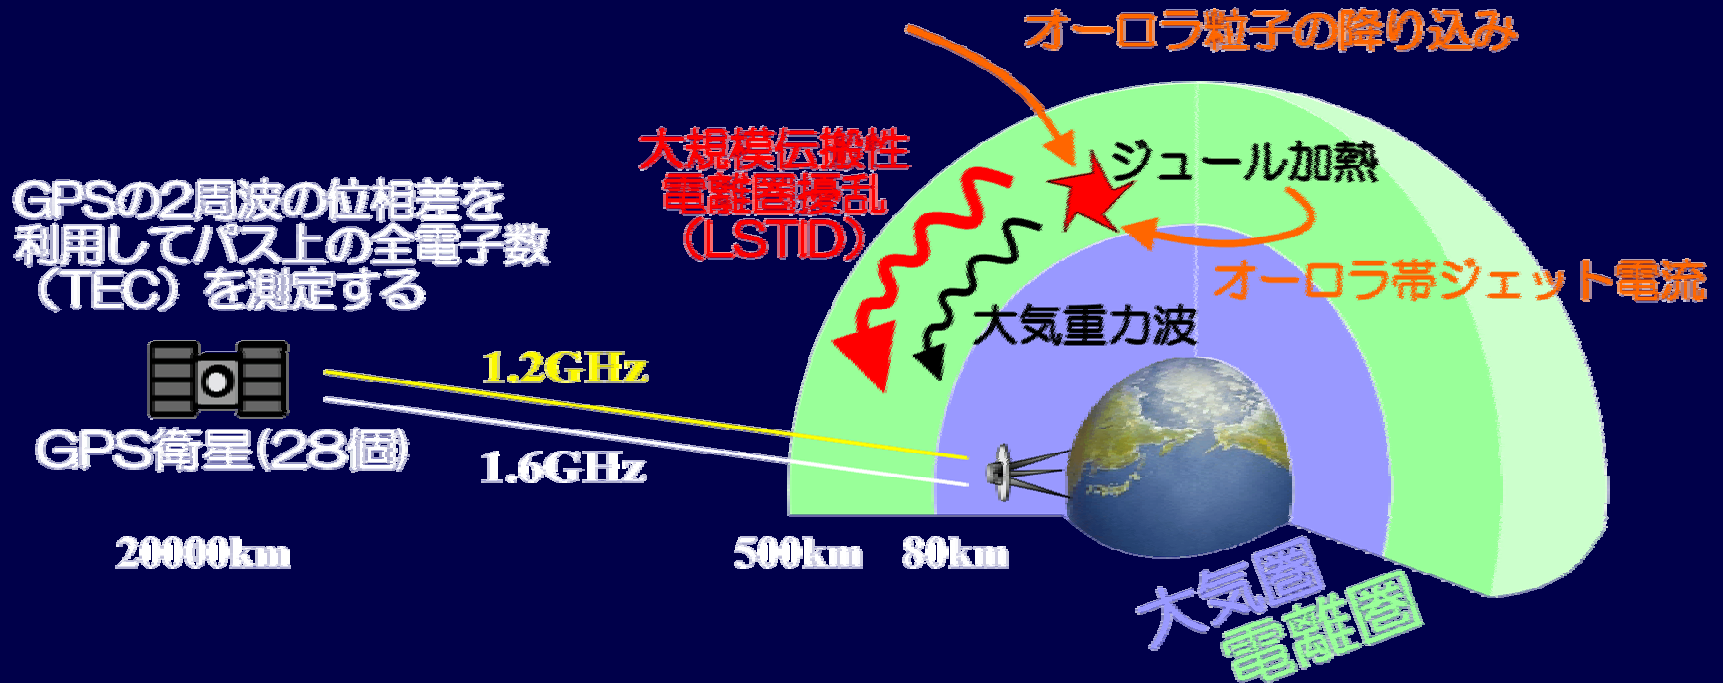 オーロラ粒子の降り込み
大規模伝搬性
電離圏擾乱
（LSTID）
ジュール加熱
GPSの2周波の位相差を
利用してパス上の全電子数
（TEC）を測定する
オーロラ帯ジェット電流
大気重力波
1.2GHz
GPS衛星(28個)
1.6GHz
20000km
500km
80km
大気圏
電離圏